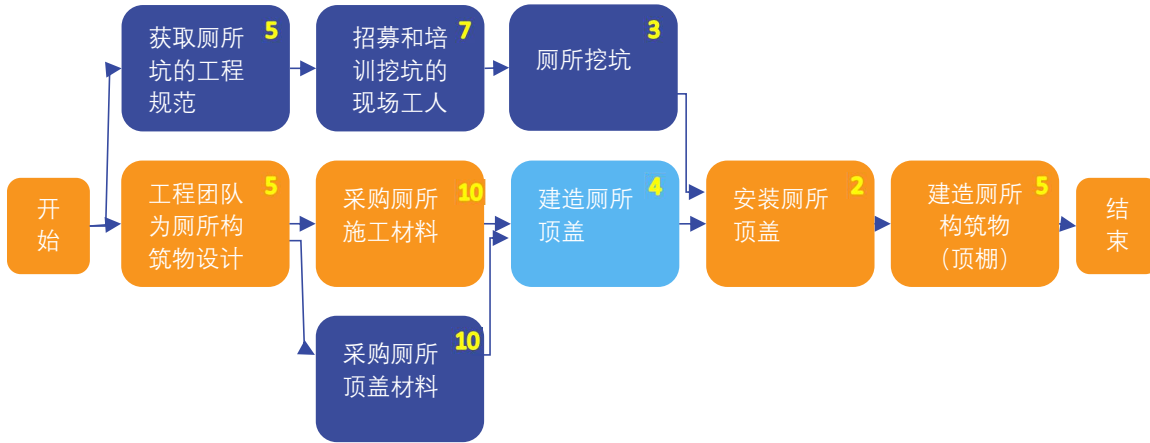 获取厕所
坑的工程
规范
5
招募和培
训挖坑的
现场工人
7
厕所挖坑
3
开
始
工程团队
为厕所构
筑物设计
5
采购厕所
施工材料
10
建造厕所
顶盖
4
安装厕所
顶盖
2
建造厕所
构筑物
（顶棚）
5
结
束
采购厕所
顶盖材料
10